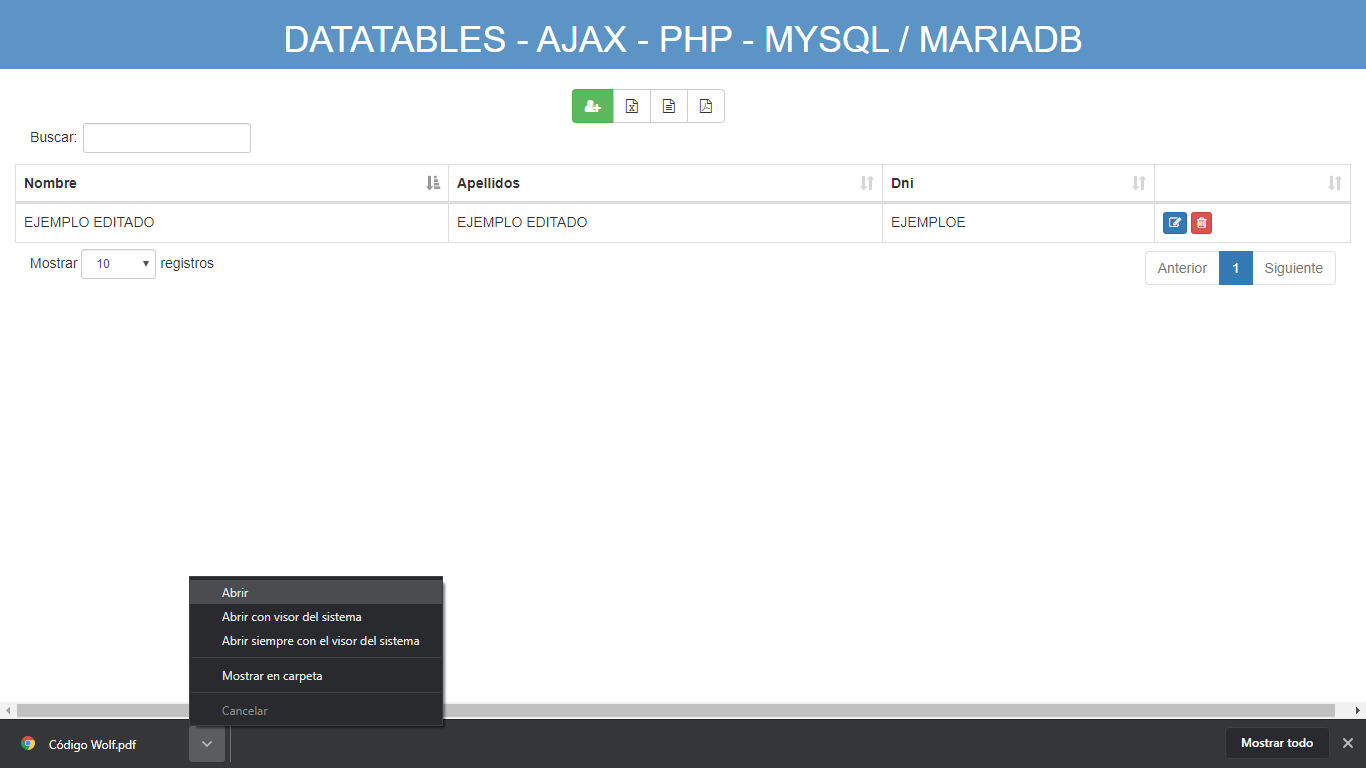 DATATABLES - AJAX - PHP - MYSQL / MARIADB
Buscar:
Nombre Apellidos Dni
EJEMPLO EDITADO EJEMPLO EDITADO EJEMPLOE
Mostrar 10 registros Anterior 1 Siguiente
Abrir
Abrir con visor del sistema
Abrir siempre con el visor del sistema
Mostrar en carpeta
Cancelar
Código Wolf.pdf Mostrar todo